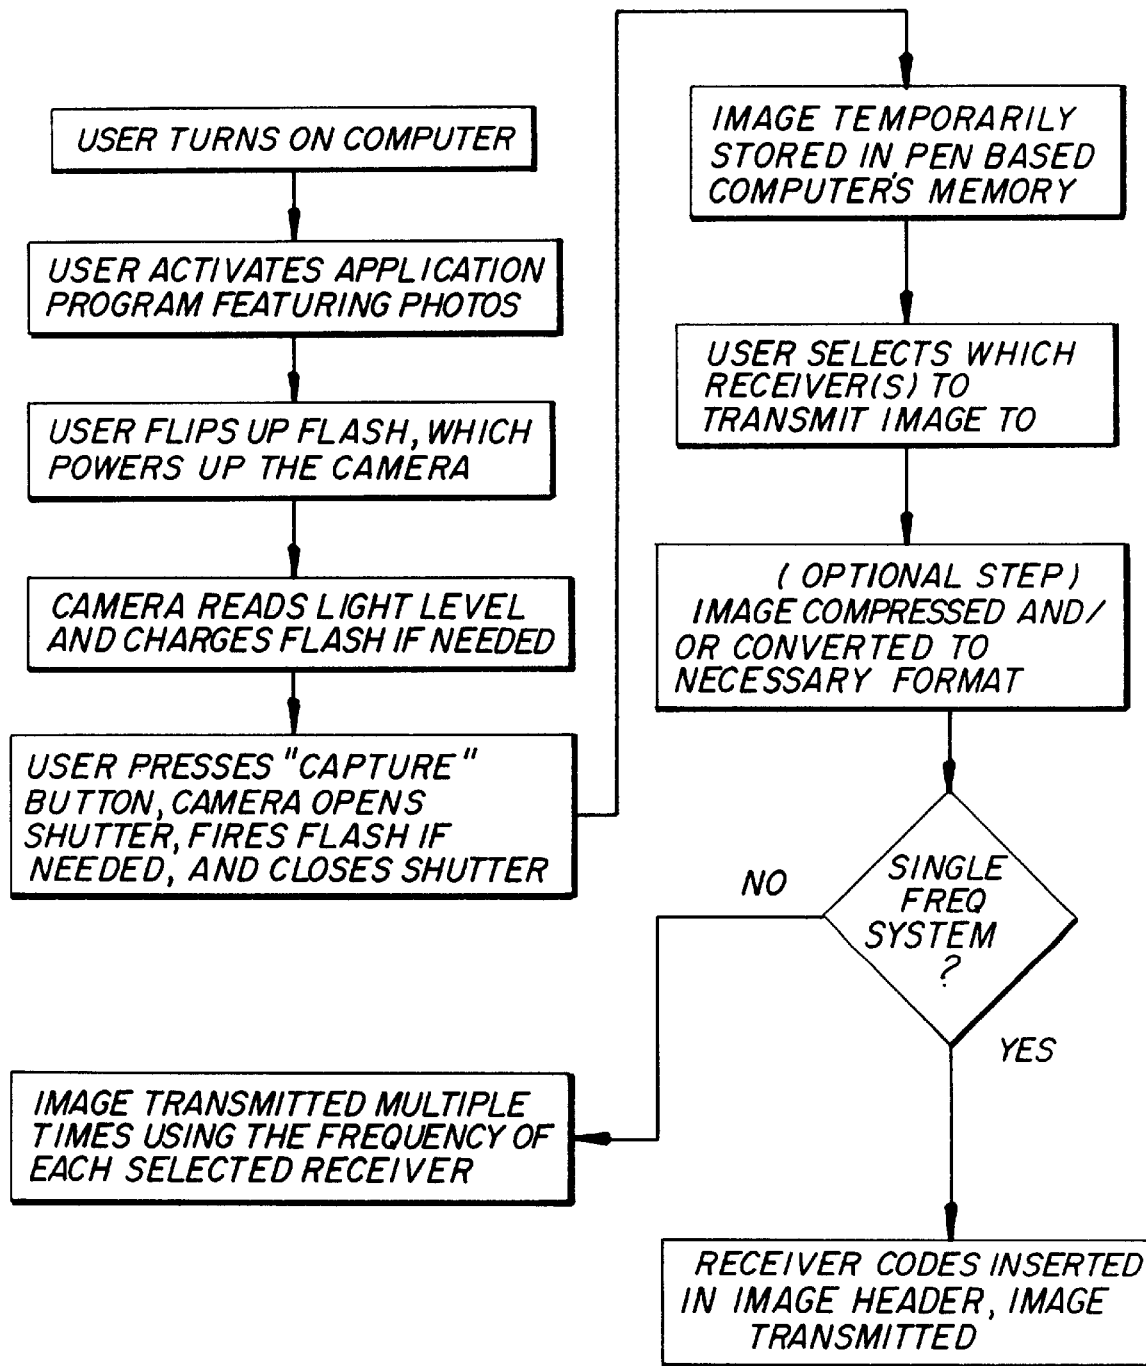 USER TURNS ON COMPUTER
USER ACTIVATES APPLICATION
PROGRAM FEATURING PHOTOS
USER FLIPS UP FLASH, WHICH
POWERS UP THE CAMERA
CAMERA READS LIGHT LEVEL
AND CHARGES FLASH IF NEEDED
USER PRESSES "CAPTURE"
BUTTON, CAMERA OPENS
SHUTTER, FIRES FLASH IF
NEEDED, AND CLOSES SHUTTER
IMAGE TEMPORARILY
STORED IN PEN BASED
COMPUTER'S MEMORY
USER SELECTS WHICH
RECEIVER(S) TO
TRANSMIT IMAGE TO
(OPTIONAL STEP)
IMAGE COMPRESSED AND/
OR CONVERTED TO
NECESSARY FORMAT
SINGLE
FREQ
SYSTEM
?
NO
YES
IMAGE TRANSMITTED MULTIPLE
TIMES USING THE FREQUENCY OF
EACH SELECTED RECEIVER
RECEIVER CODES INSERTED
IN IMAGE HEADER, IMAGE
TRANSMITTED